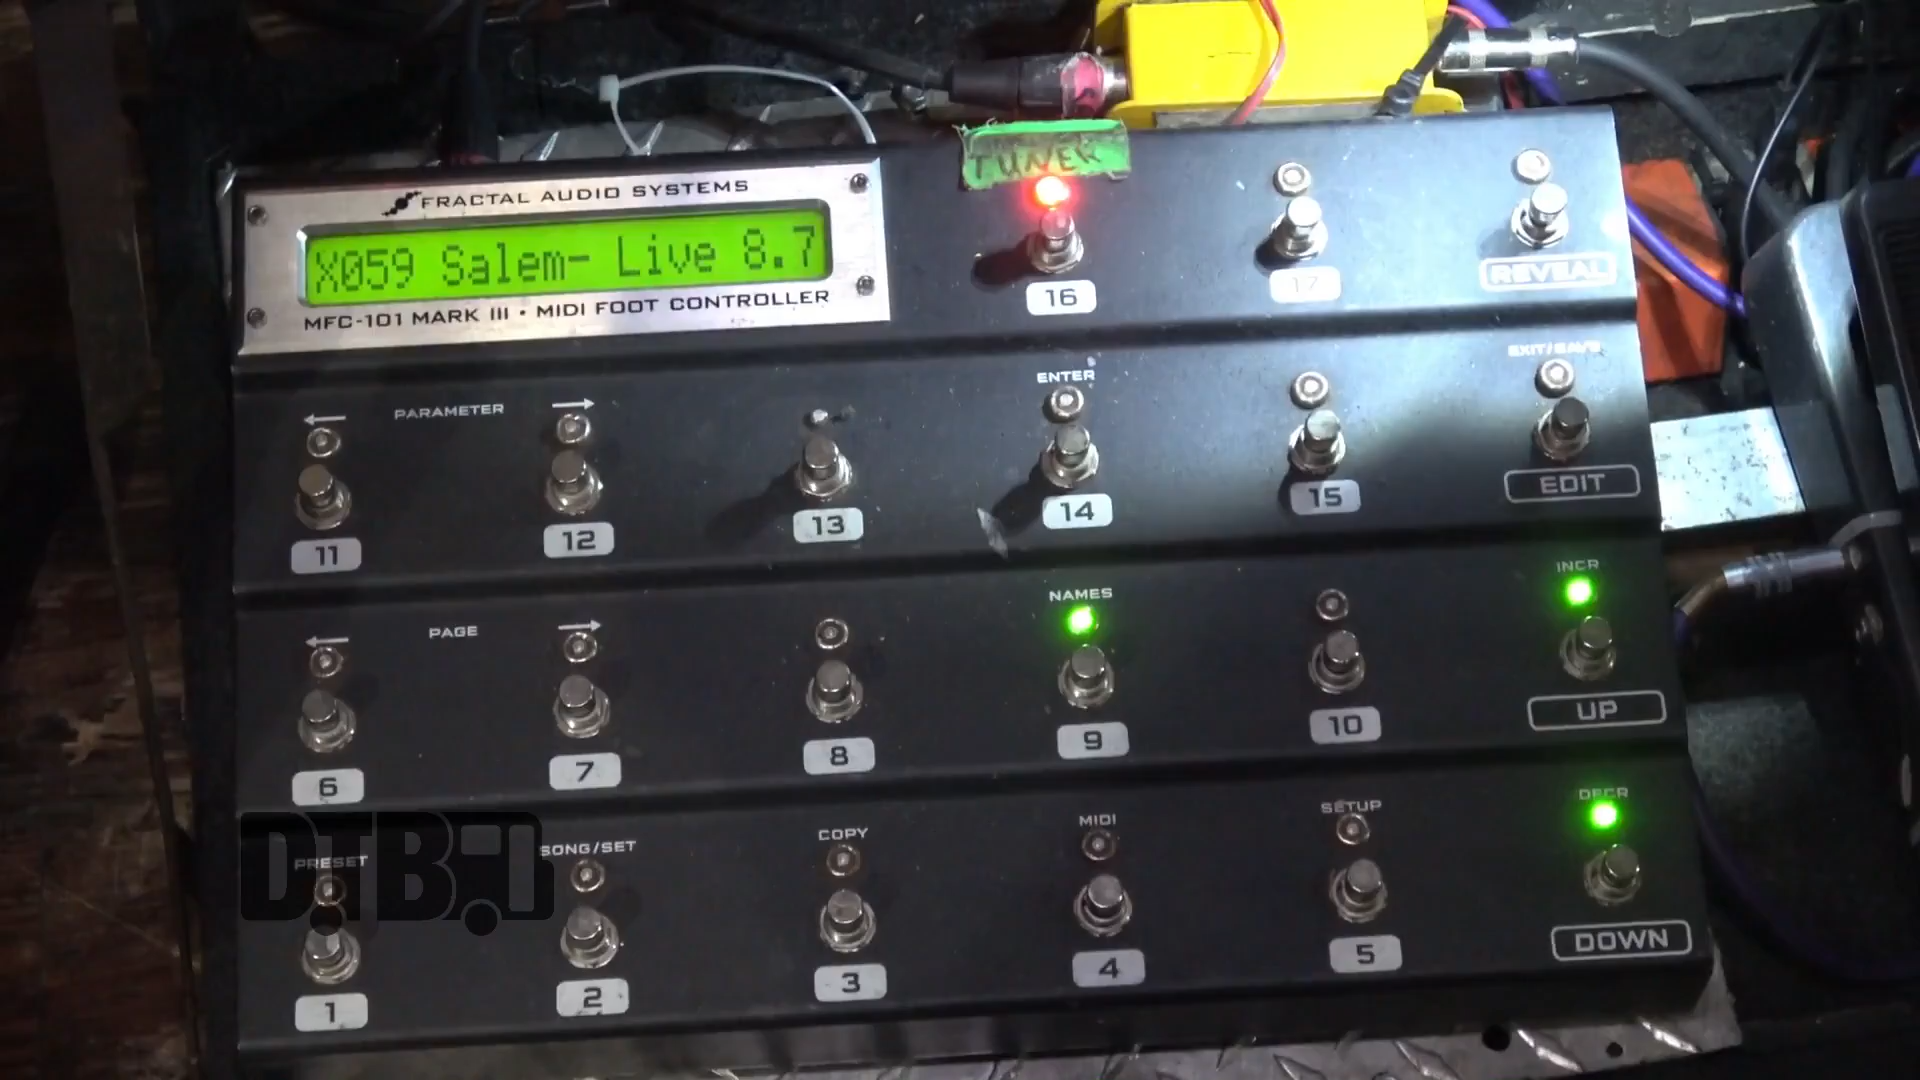 TUNER
FRACTAL AUDIO SYSTEMS
X059 Salem- Live 8.7
MFC-101 MARK III • MIDI FOOT CONTROLLER
16
17
REVEAL
← PARAMETER →
ENTER
EXIT/SAVE
11
12
13
14
15
EDIT
← PAGE →
NAMES
INCR
6
7
8
9
10
UP
PRESET
SONG/SET
COPY
MIDI
SETUP
DECR
DTB
1
2
3
4
5
DOWN